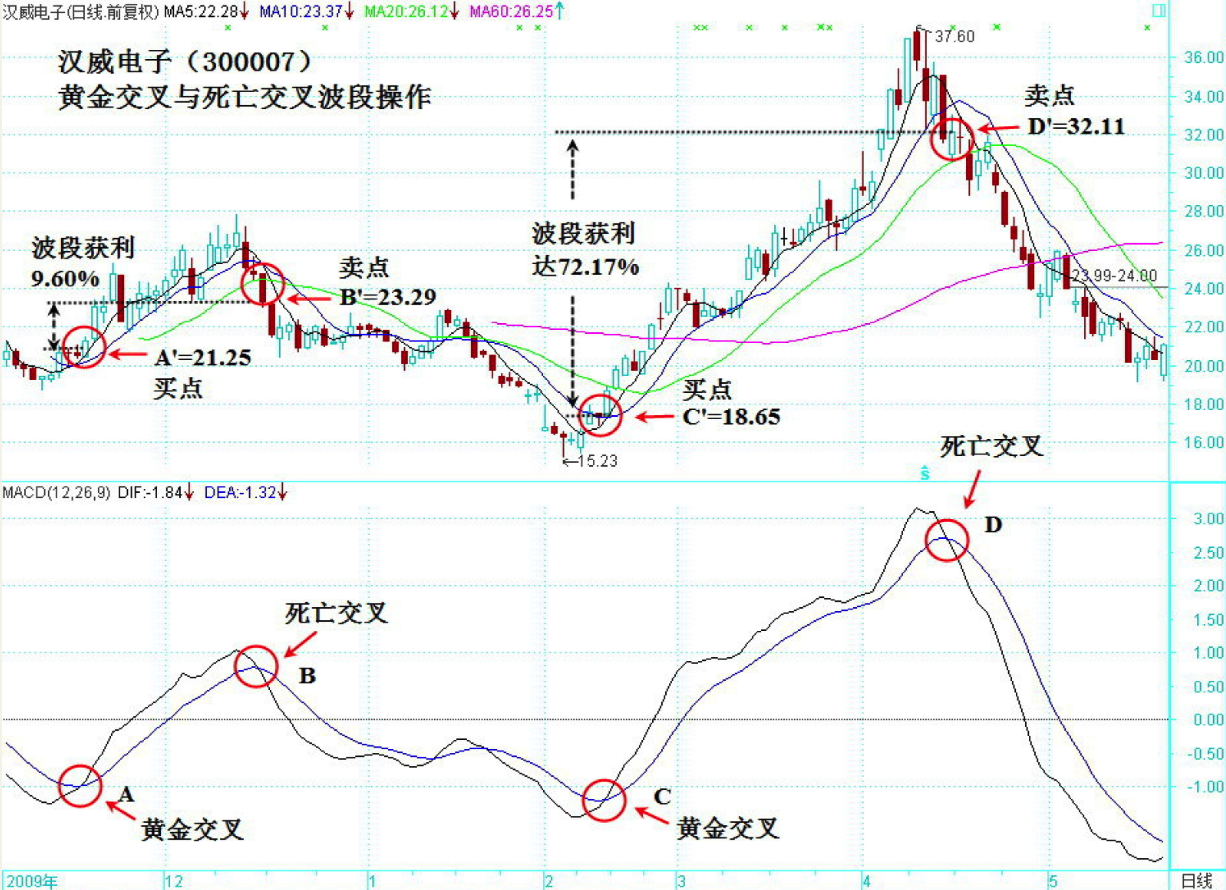 汉威电子(日线.前复权) MA5:22.28↓ MA10:23.37↓ MA20:26.12↓ MA60:26.25↑
汉威电子（300007）
黄金交叉与死亡交叉波段操作
37.60
卖点
D'=32.11
波段获利
9.60%
卖点
B'=23.29
波段获利
达72.17%
23.99-24.00
A'=21.25
买点
买点
C'=18.65
←15.23
36.00
34.00
32.00
30.00
28.00
26.00
24.00
22.00
20.00
18.00
16.00
死亡交叉
ŝ
MACD(12,26,9) DIF:-1.84↓ DEA:-1.32↓
D
死亡交叉
B
A
黄金交叉
C
黄金交叉
3.00
2.50
2.00
1.50
1.00
0.50
0.00
-0.50
-1.00
2009年 12 1 2 3 4 5 日线